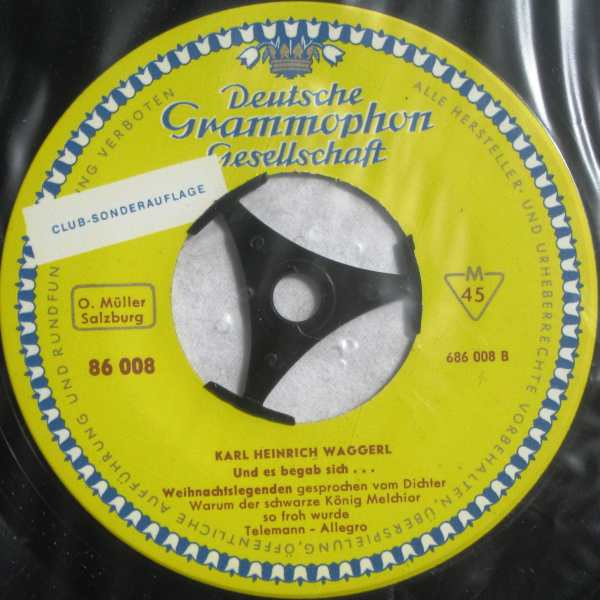 Deutsche
Grammophon
Gesellschaft
ALLE HERSTELLER- UND URHEBERRECHTE VORBEHALTEN, ÜBERSPIELUNG, ÖFFENTLICHE AUFFÜHRUNG UND RUNDFUN
NG VERBOTEN
CLUB-SONDERAUFLAGE
O. Müller
Salzburg
86 008
M
45
686 008 B
KARL HEINRICH WAGGERL
Und es begab sich . . .
Weihnachtslegenden gesprochen vom Dichter
Warum der schwarze König Melchior
so froh wurde
Telemann - Allegro